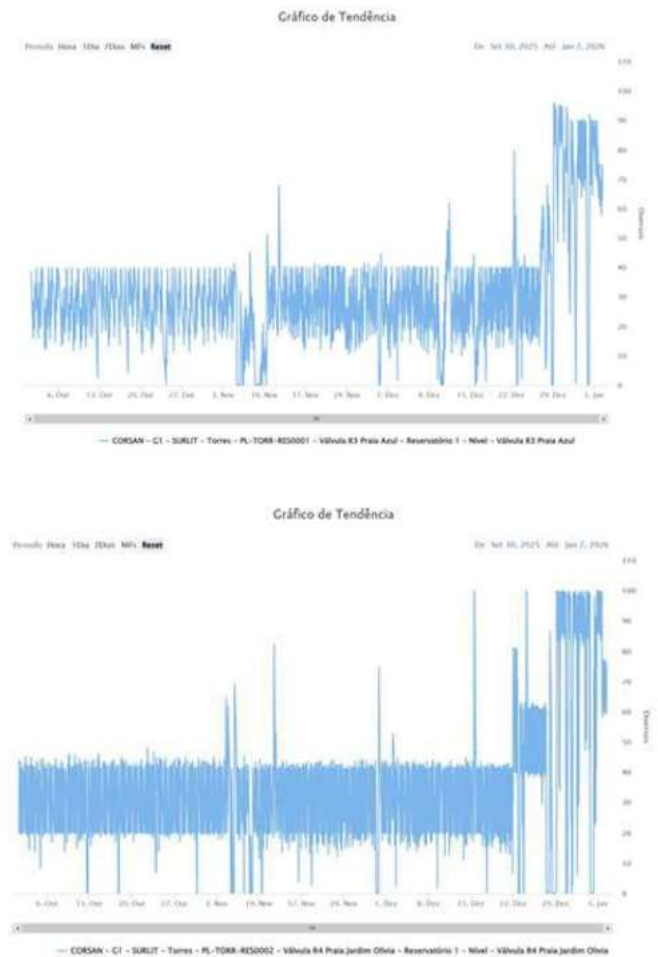 Gráfico de Tendência
Período Hora 1Dia 7Dias Mês Reset
De Set 30, 2025 Até Jan 7, 2026
110
100
90
80
70
60
50
40
30
20
10
0
Diversos
6. Out 13. Out 20. Out 27. Out 3. Nov 10. Nov 17. Nov 24. Nov 1. Dez 8. Dez 15. Dez 22. Dez 29. Dez 5. Jan
CORSAN - G1 - SURLIT - Torres - PL-TORR-RES0001 - Válvula R3 Praia Azul - Reservatório 1 - Nível - Válvula R3 Praia Azul
Gráfico de Tendência
Período Hora 1Dia 7Dias Mês Reset
De Set 30, 2025 Até Jan 7, 2026
110
100
90
80
70
60
50
40
30
20
10
0
Diversos
6. Out 13. Out 20. Out 27. Out 3. Nov 10. Nov 17. Nov 24. Nov 1. Dez 8. Dez 15. Dez 22. Dez 29. Dez 5. Jan
CORSAN - G1 - SURLIT - Torres - PL-TORR-RES0002 - Válvula R4 Praia Jardim Olivia - Reservatório 1 - Nível - Válvula R4 Praia Jardim Olivia